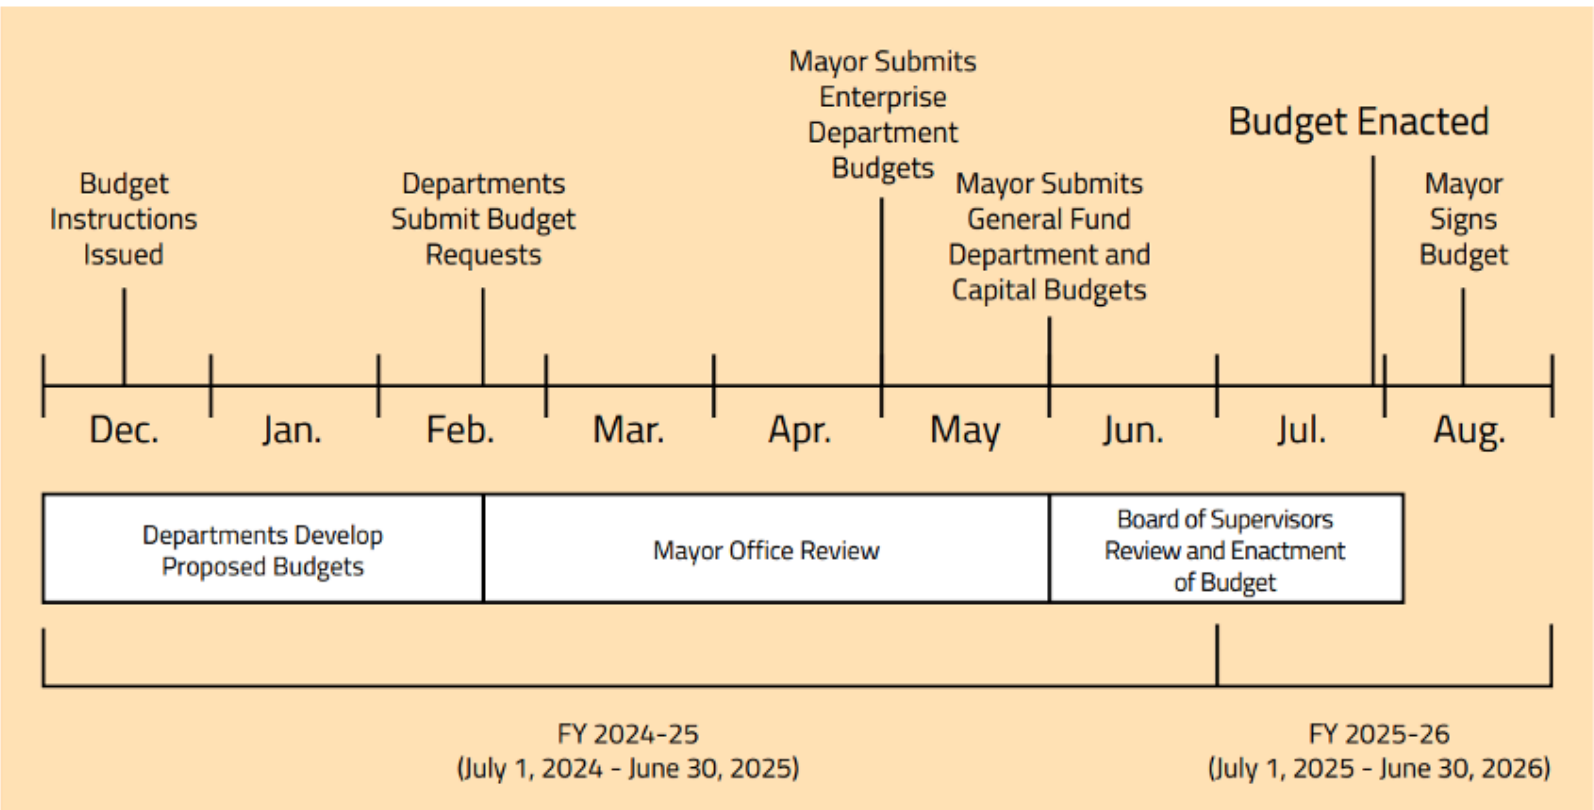 Mayor Submits
Enterprise
Department
Budgets
Budget Enacted
Budget
Instructions
Issued
Departments
Submit Budget
Requests
Mayor Submits
General Fund
Department and
Capital Budgets
Mayor
Signs
Budget
Dec.
Jan.
Feb.
Mar.
Apr.
May
Jun.
Jul.
Aug.
Departments Develop
Proposed Budgets
Mayor Office Review
Board of Supervisors
Review and Enactment
of Budget
FY 2024-25
(July 1, 2024 - June 30, 2025)
FY 2025-26
(July 1, 2025 - June 30, 2026)